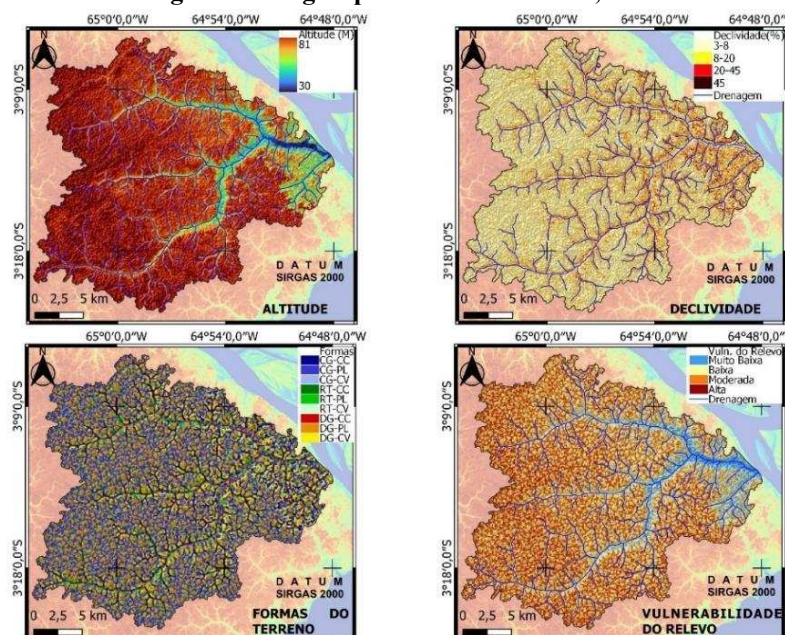 65°0'0,0"W 64°54'0,0"W 64°48'0,0"W
65°0'0,0"W 64°54'0,0"W 64°48'0,0"W
N
Altitude (M)
81
30
3°9'0,0"S
3°18'0,0"S
D A T U M
SIRGAS 2000
0 2,5 5 km
ALTITUDE
N
Declividade(%)
3-8
8-20
20-45
45
Drenagem
3°9'0,0"S
3°18'0,0"S
D A T U M
SIRGAS 2000
0 2,5 5 km
DECLIVIDADE
65°0'0,0"W 64°54'0,0"W 64°48'0,0"W
65°0'0,0"W 64°54'0,0"W 64°48'0,0"W
N
Formas
CG-CC
CG-PL
CG-CV
RT-CC
RT-PL
RT-CV
DG-CC
DG-PL
DG-CV
3°9'0,0"S
3°18'0,0"S
D A T U M
SIRGAS 2000
0 2,5 5 km
FORMAS DO
TERRENO
N
Vuln. do Relevo
Muito Baixa
Baixa
Moderada
Alta
Drenagem
3°9'0,0"S
3°18'0,0"S
D A T U M
SIRGAS 2000
0 2,5 5 km
VULNERABILIDADE
DO RELEVO